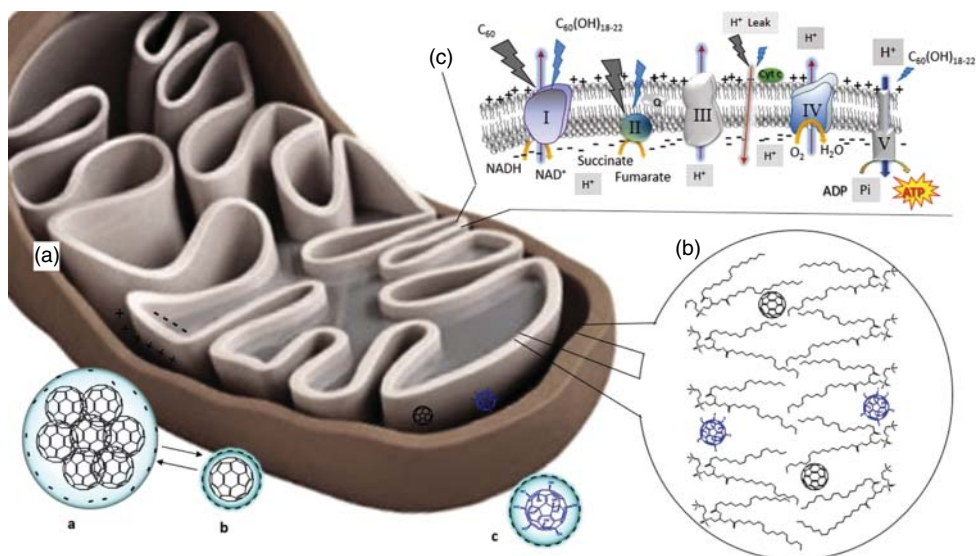 C60 C60(OH)18-22 H+ Leak H+ H+ C60(OH)18-22
(c)
Cyt c
I II Q III IV V
NADH NAD+ Succinate Fumarate H+ H+ H+ O2 H2O
ADP Pi ATP
(a)
(b)
a
b
c